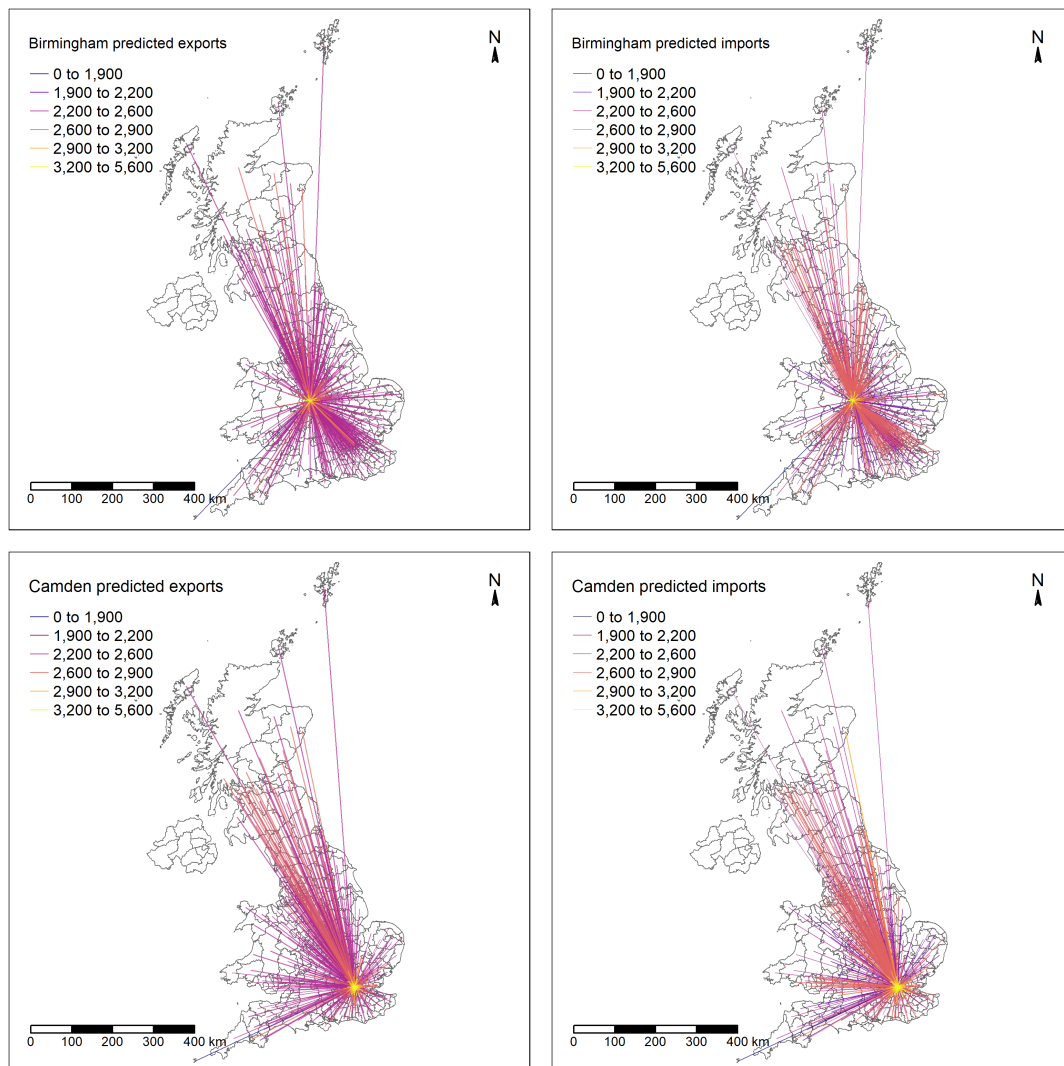 Birmingham predicted exports
N
0 to 1,900
1,900 to 2,200
2,200 to 2,600
2,600 to 2,900
2,900 to 3,200
3,200 to 5,600
0 100 200 300 400 km
Birmingham predicted imports
N
0 to 1,900
1,900 to 2,200
2,200 to 2,600
2,600 to 2,900
2,900 to 3,200
3,200 to 5,600
0 100 200 300 400 km
Camden predicted exports
N
0 to 1,900
1,900 to 2,200
2,200 to 2,600
2,600 to 2,900
2,900 to 3,200
3,200 to 5,600
0 100 200 300 400 km
Camden predicted imports
N
0 to 1,900
1,900 to 2,200
2,200 to 2,600
2,600 to 2,900
2,900 to 3,200
3,200 to 5,600
0 100 200 300 400 km